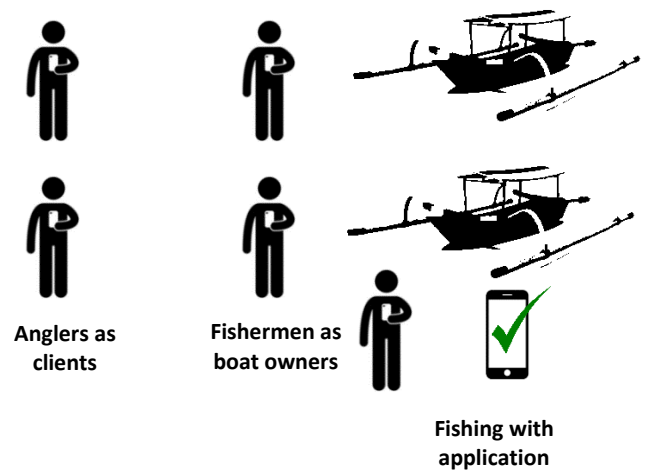 Anglers as
clients
Fishermen as
boat owners
Fishing with
application